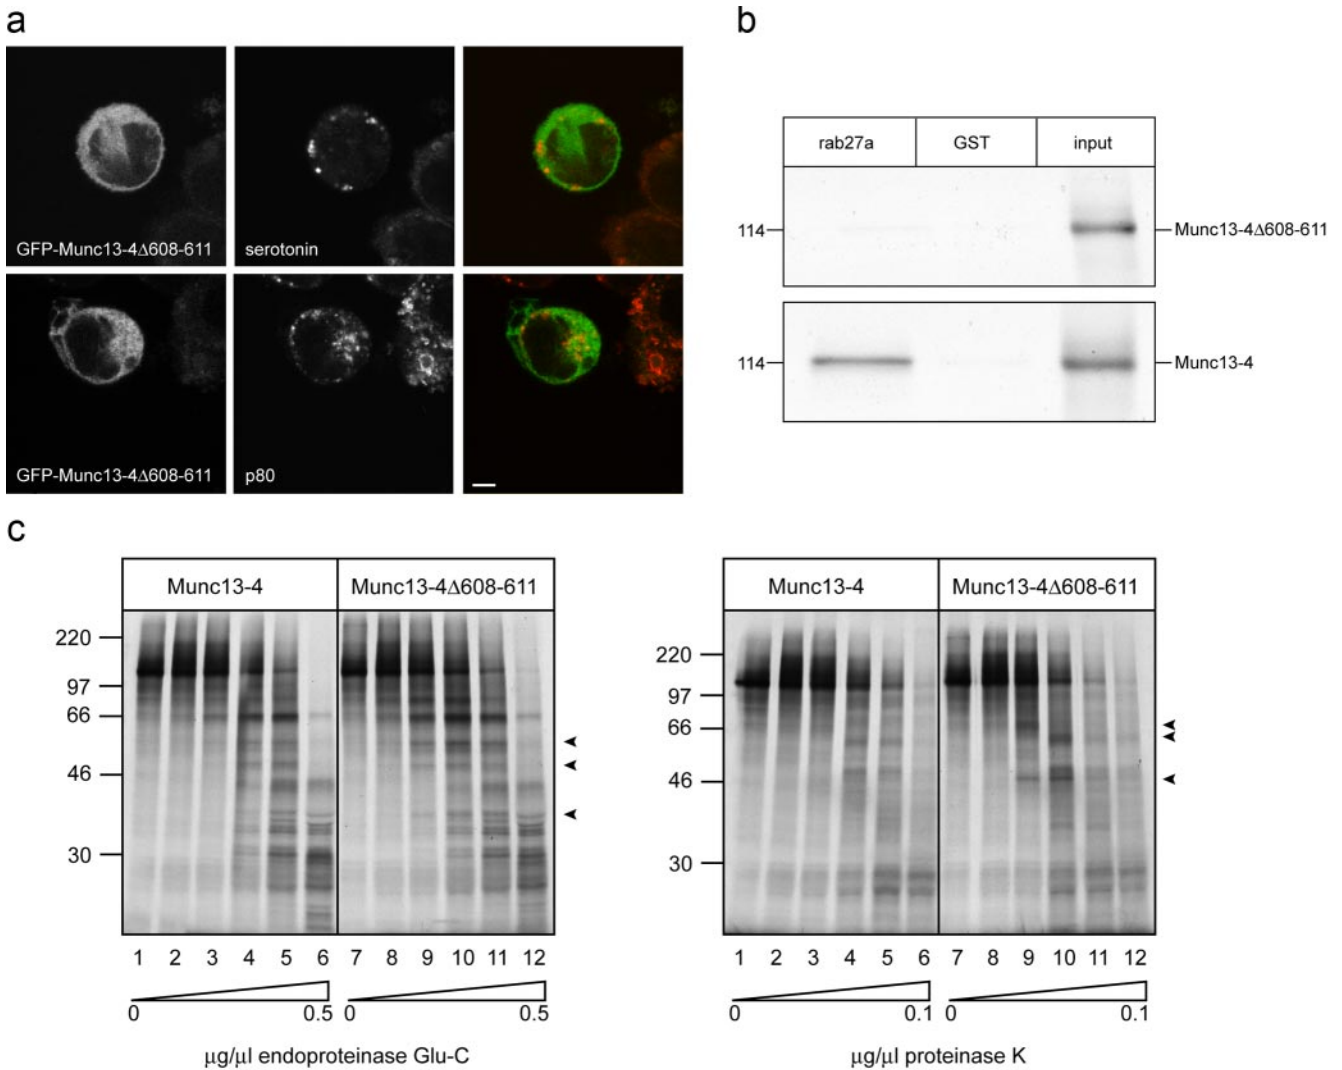 a
GFP-Munc13-4Δ608-611
serotonin
GFP-Munc13-4Δ608-611
p80
b
rab27a GST input
114 Munc13-4Δ608-611
114 Munc13-4
c
Munc13-4 Munc13-4Δ608-611
220
97
66
46
30
1 2 3 4 5 6 7 8 9 10 11 12
0 0.5 0 0.5
μg/μl endoproteinase Glu-C
Munc13-4 Munc13-4Δ608-611
220
97
66
46
30
1 2 3 4 5 6 7 8 9 10 11 12
0 0.1 0 0.1
μg/μl proteinase K